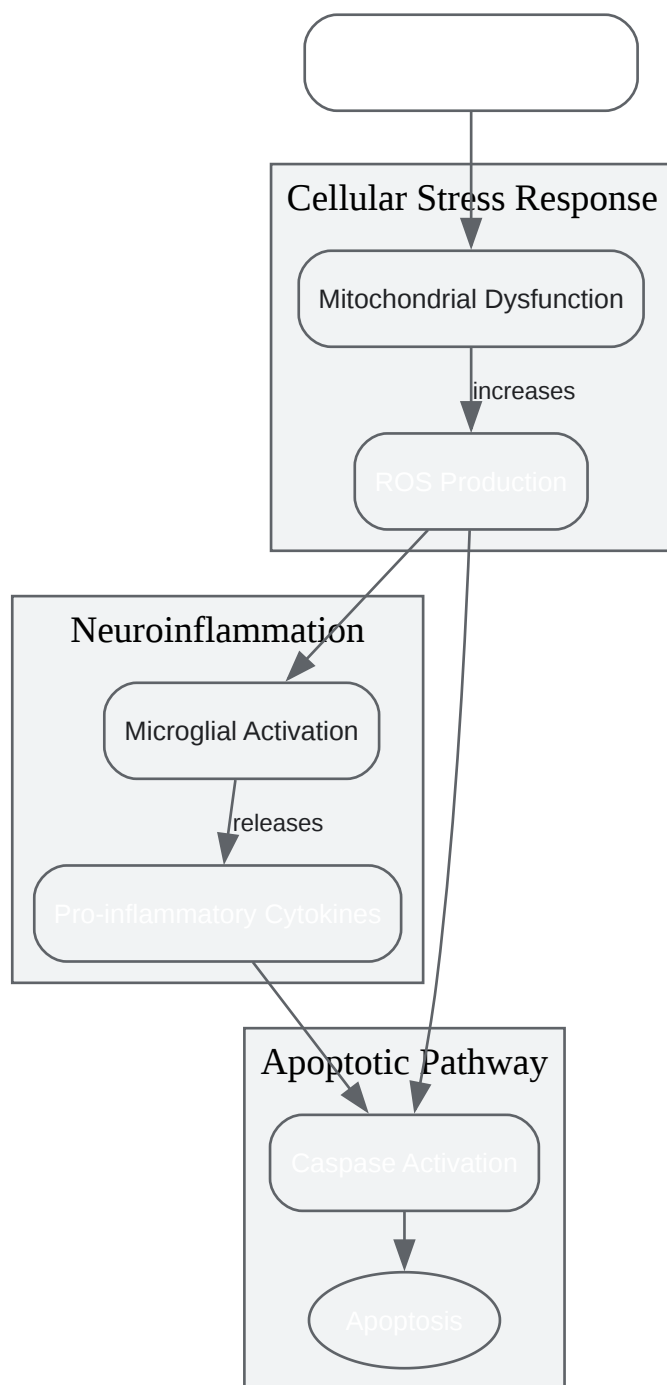 Cellular Stress Response
Mitochondrial Dysfunction
increases
ROS Production
Neuroinflammation
Microglial Activation
releases
Pro-inflammatory Cytokines
Apoptotic Pathway
Caspase Activation
Apoptosis